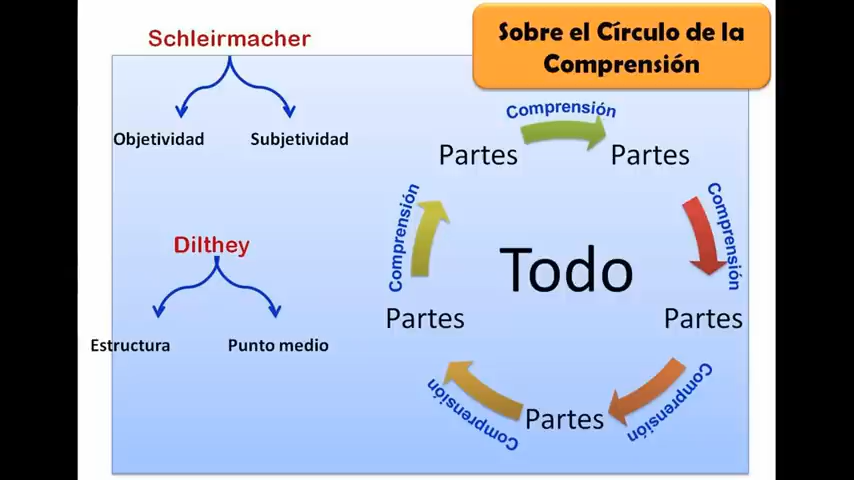 Sobre el Círculo de la
Comprensión
Schleirmacher
Objetividad
Subjetividad
Dilthey
Estructura
Punto medio
Comprensión
Partes
Partes
Comprensión
Comprensión
Todo
Partes
Partes
Comprensión
Comprensión
Partes